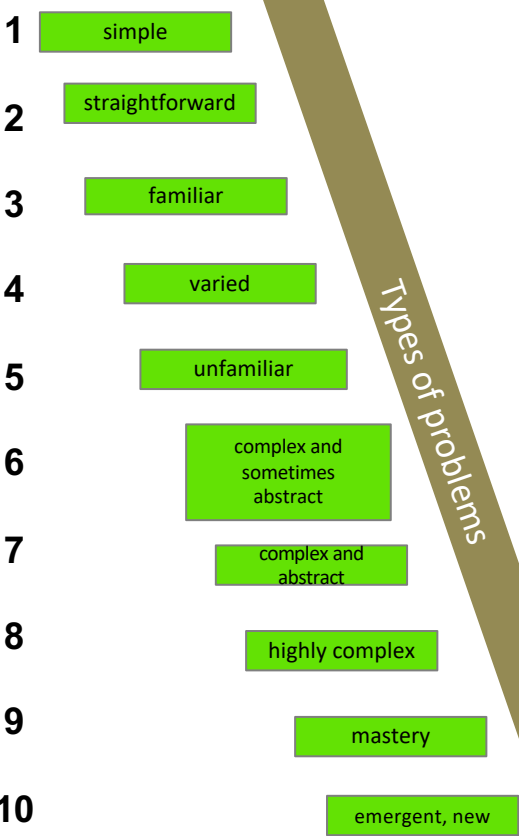 1
simple
2
straightforward
3
familiar
4
varied
5
unfamiliar
6
complex and
sometimes
abstract
7
complex and
abstract
8
highly complex
9
mastery
10
emergent, new
Types of problems